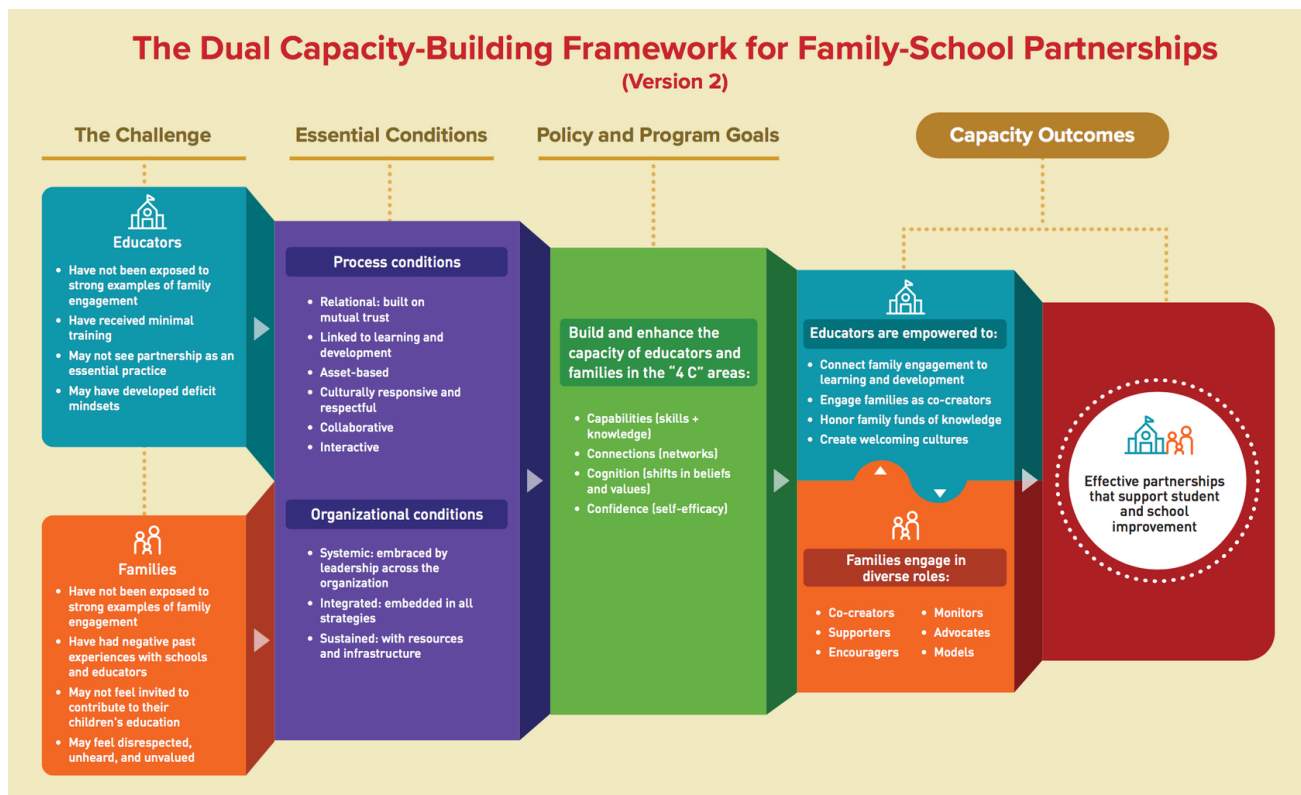 The Dual Capacity-Building Framework for Family-School Partnerships
(Version 2)
The Challenge
Essential Conditions
Policy and Program Goals
Capacity Outcomes
Educators
• Have not been exposed to
strong examples of family
engagement
• Have received minimal
training
• May not see partnership as an
essential practice
• May have developed deficit
mindsets
Families
• Have not been exposed to
strong examples of family
engagement
• Have had negative past
experiences with schools
and educators
• May not feel invited to
contribute to their
children's education
• May feel disrespected,
unheard, and unvalued
Process conditions
• Relational: built on
mutual trust
• Linked to learning and
development
• Asset-based
• Culturally responsive and
respectful
• Collaborative
• Interactive
Organizational conditions
• Systemic: embraced by
leadership across the
organization
• Integrated: embedded in all
strategies
• Sustained: with resources
and infrastructure
Build and enhance the
capacity of educators and
families in the "4 C" areas:
• Capabilities (skills +
knowledge)
• Connections (networks)
• Cognition (shifts in beliefs
and values)
• Confidence (self-efficacy)
Educators are empowered to:
• Connect family engagement to
learning and development
• Engage families as co-creators
• Honor family funds of knowledge
• Create welcoming cultures
Families engage in
diverse roles:
• Co-creators
• Supporters
• Encouragers
• Monitors
• Advocates
• Models
Effective partnerships
that support student
and school
improvement